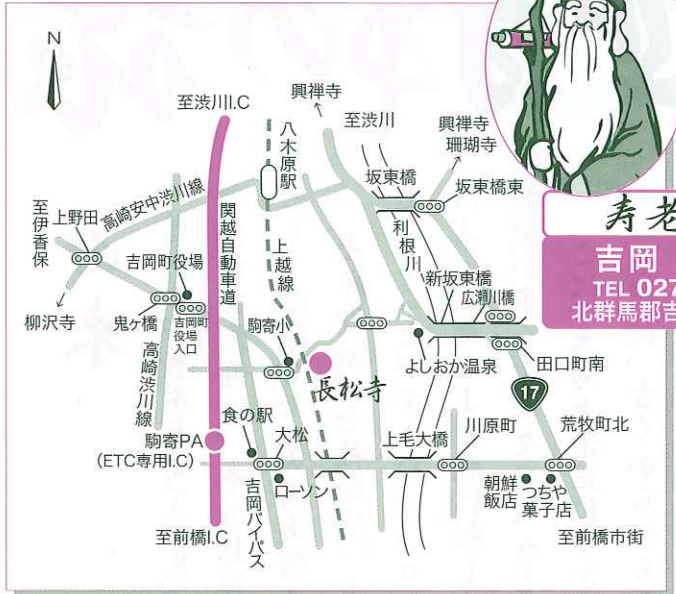 N
至渋川I.C
興禅寺
至渋川
興禅寺
珊瑚寺
八木原駅
坂東橋
坂東橋東
至伊香保
上野田
高崎安中渋川線
関越自動車道
上越線
利根川
吉岡町役場
新坂東橋
広瀬川橋
柳沢寺
鬼ヶ橋
吉岡町
役場
入口
駒寄小
高崎渋川線
長松寺
よしおか温泉
田口町南
17
食の駅
駒寄PA
(ETC専用I.C)
大松
上毛大橋
川原町
荒牧町北
ローソン
吉岡バイパス
朝鮮
飯店
つちや
菓子店
至前橋I.C
至前橋市街
寿老
吉岡
TEL 027
北群馬郡吉